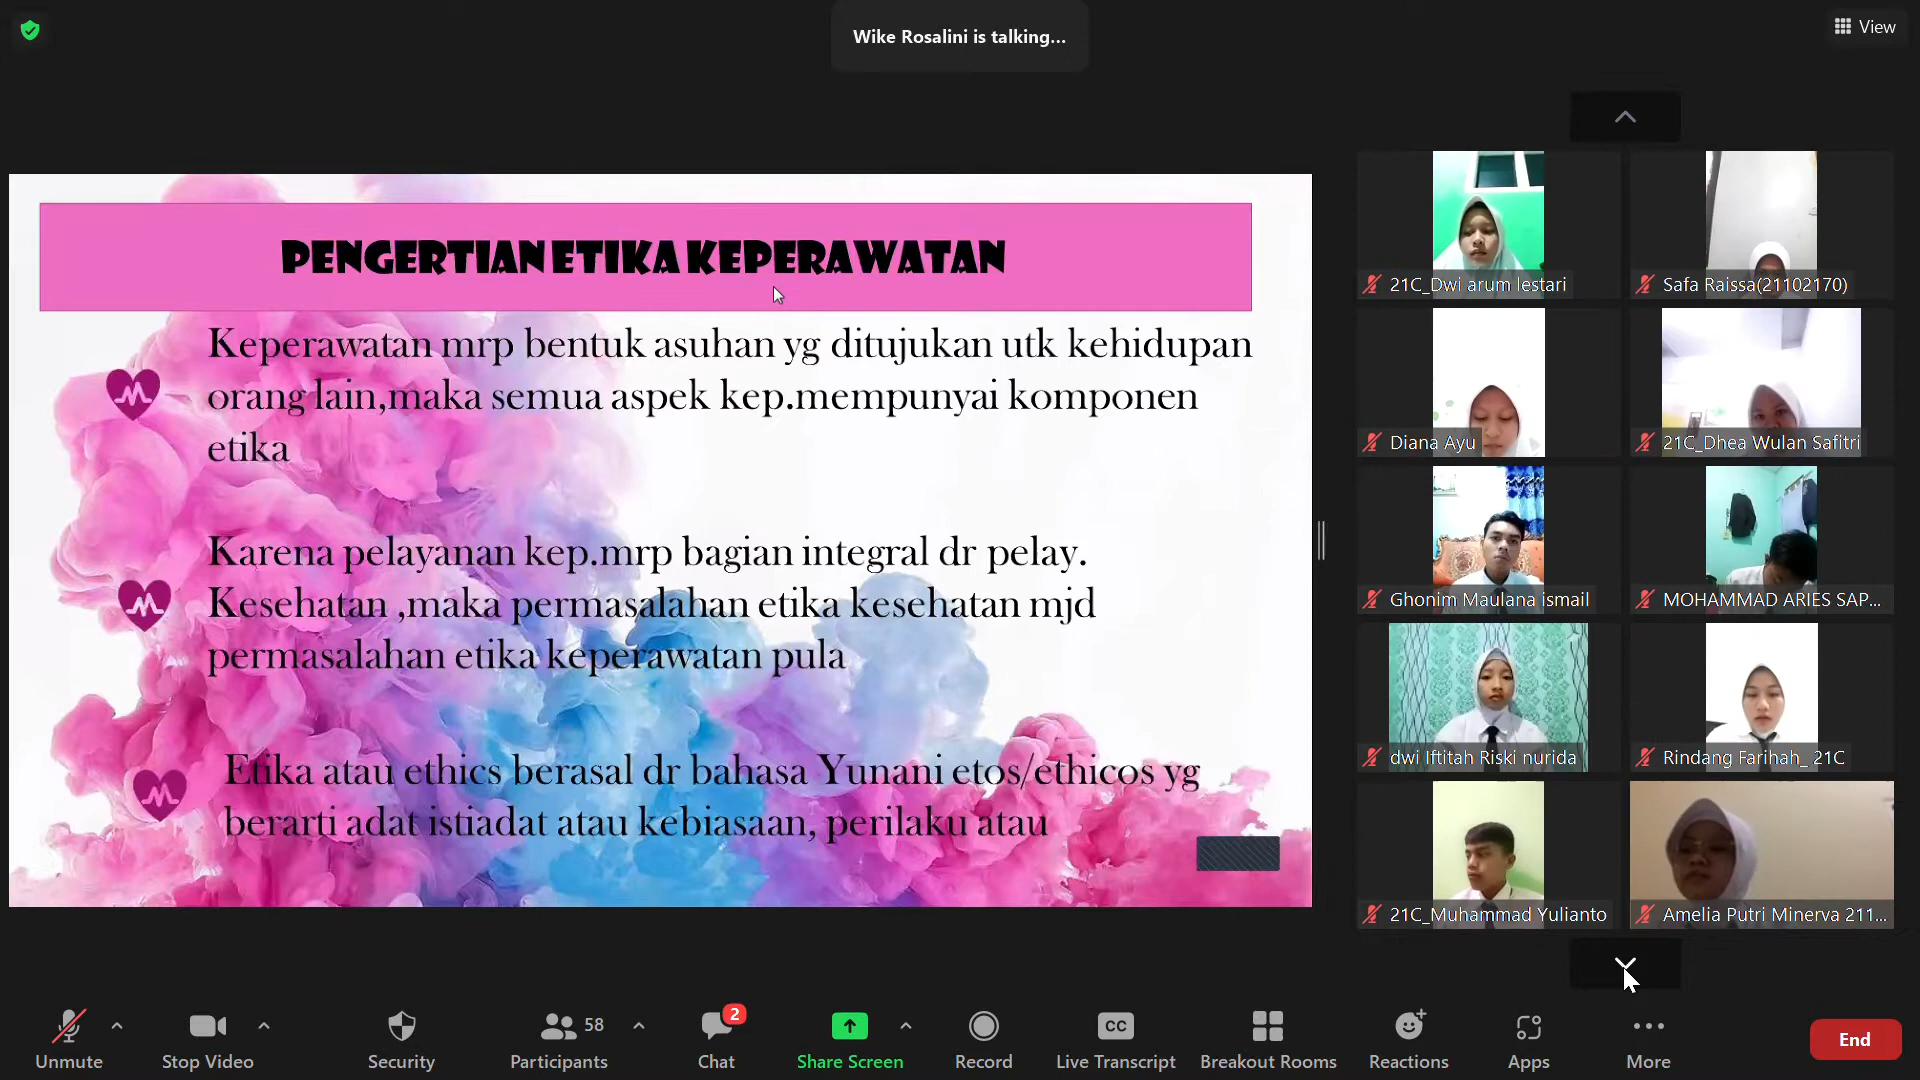 Wike Rosalini is talking...
View
PENGERTIAN ETIKA KEPERAWATAN
Keperawatan mrp bentuk asuhan yg ditujukan utk kehidupan
orang lain,maka semua aspek kep.mempunyai komponen
etika
Karena pelayanan kep.mrp bagian integral dr pelay.
Kesehatan ,maka permasalahan etika kesehatan mjd
permasalahan etika keperawatan pula
Etika atau ethics berasal dr bahasa Yunani etos/ethicos yg
berarti adat istiadat atau kebiasaan, perilaku atau
21C_Dwi arum lestari
Safa Raissa(21102170)
Diana Ayu
21C_Dhea Wulan Safitri
Ghonim Maulana ismail
MOHAMMAD ARIES SAP...
dwi Iftitah Riski nurida
Rindang Farihah_ 21C
21C_Muhammad Yulianto
Amelia Putri Minerva 211...
Unmute
Stop Video
Security
58
Participants
2
Chat
Share Screen
Record
CC
Live Transcript
Breakout Rooms
Reactions
Apps
More
End